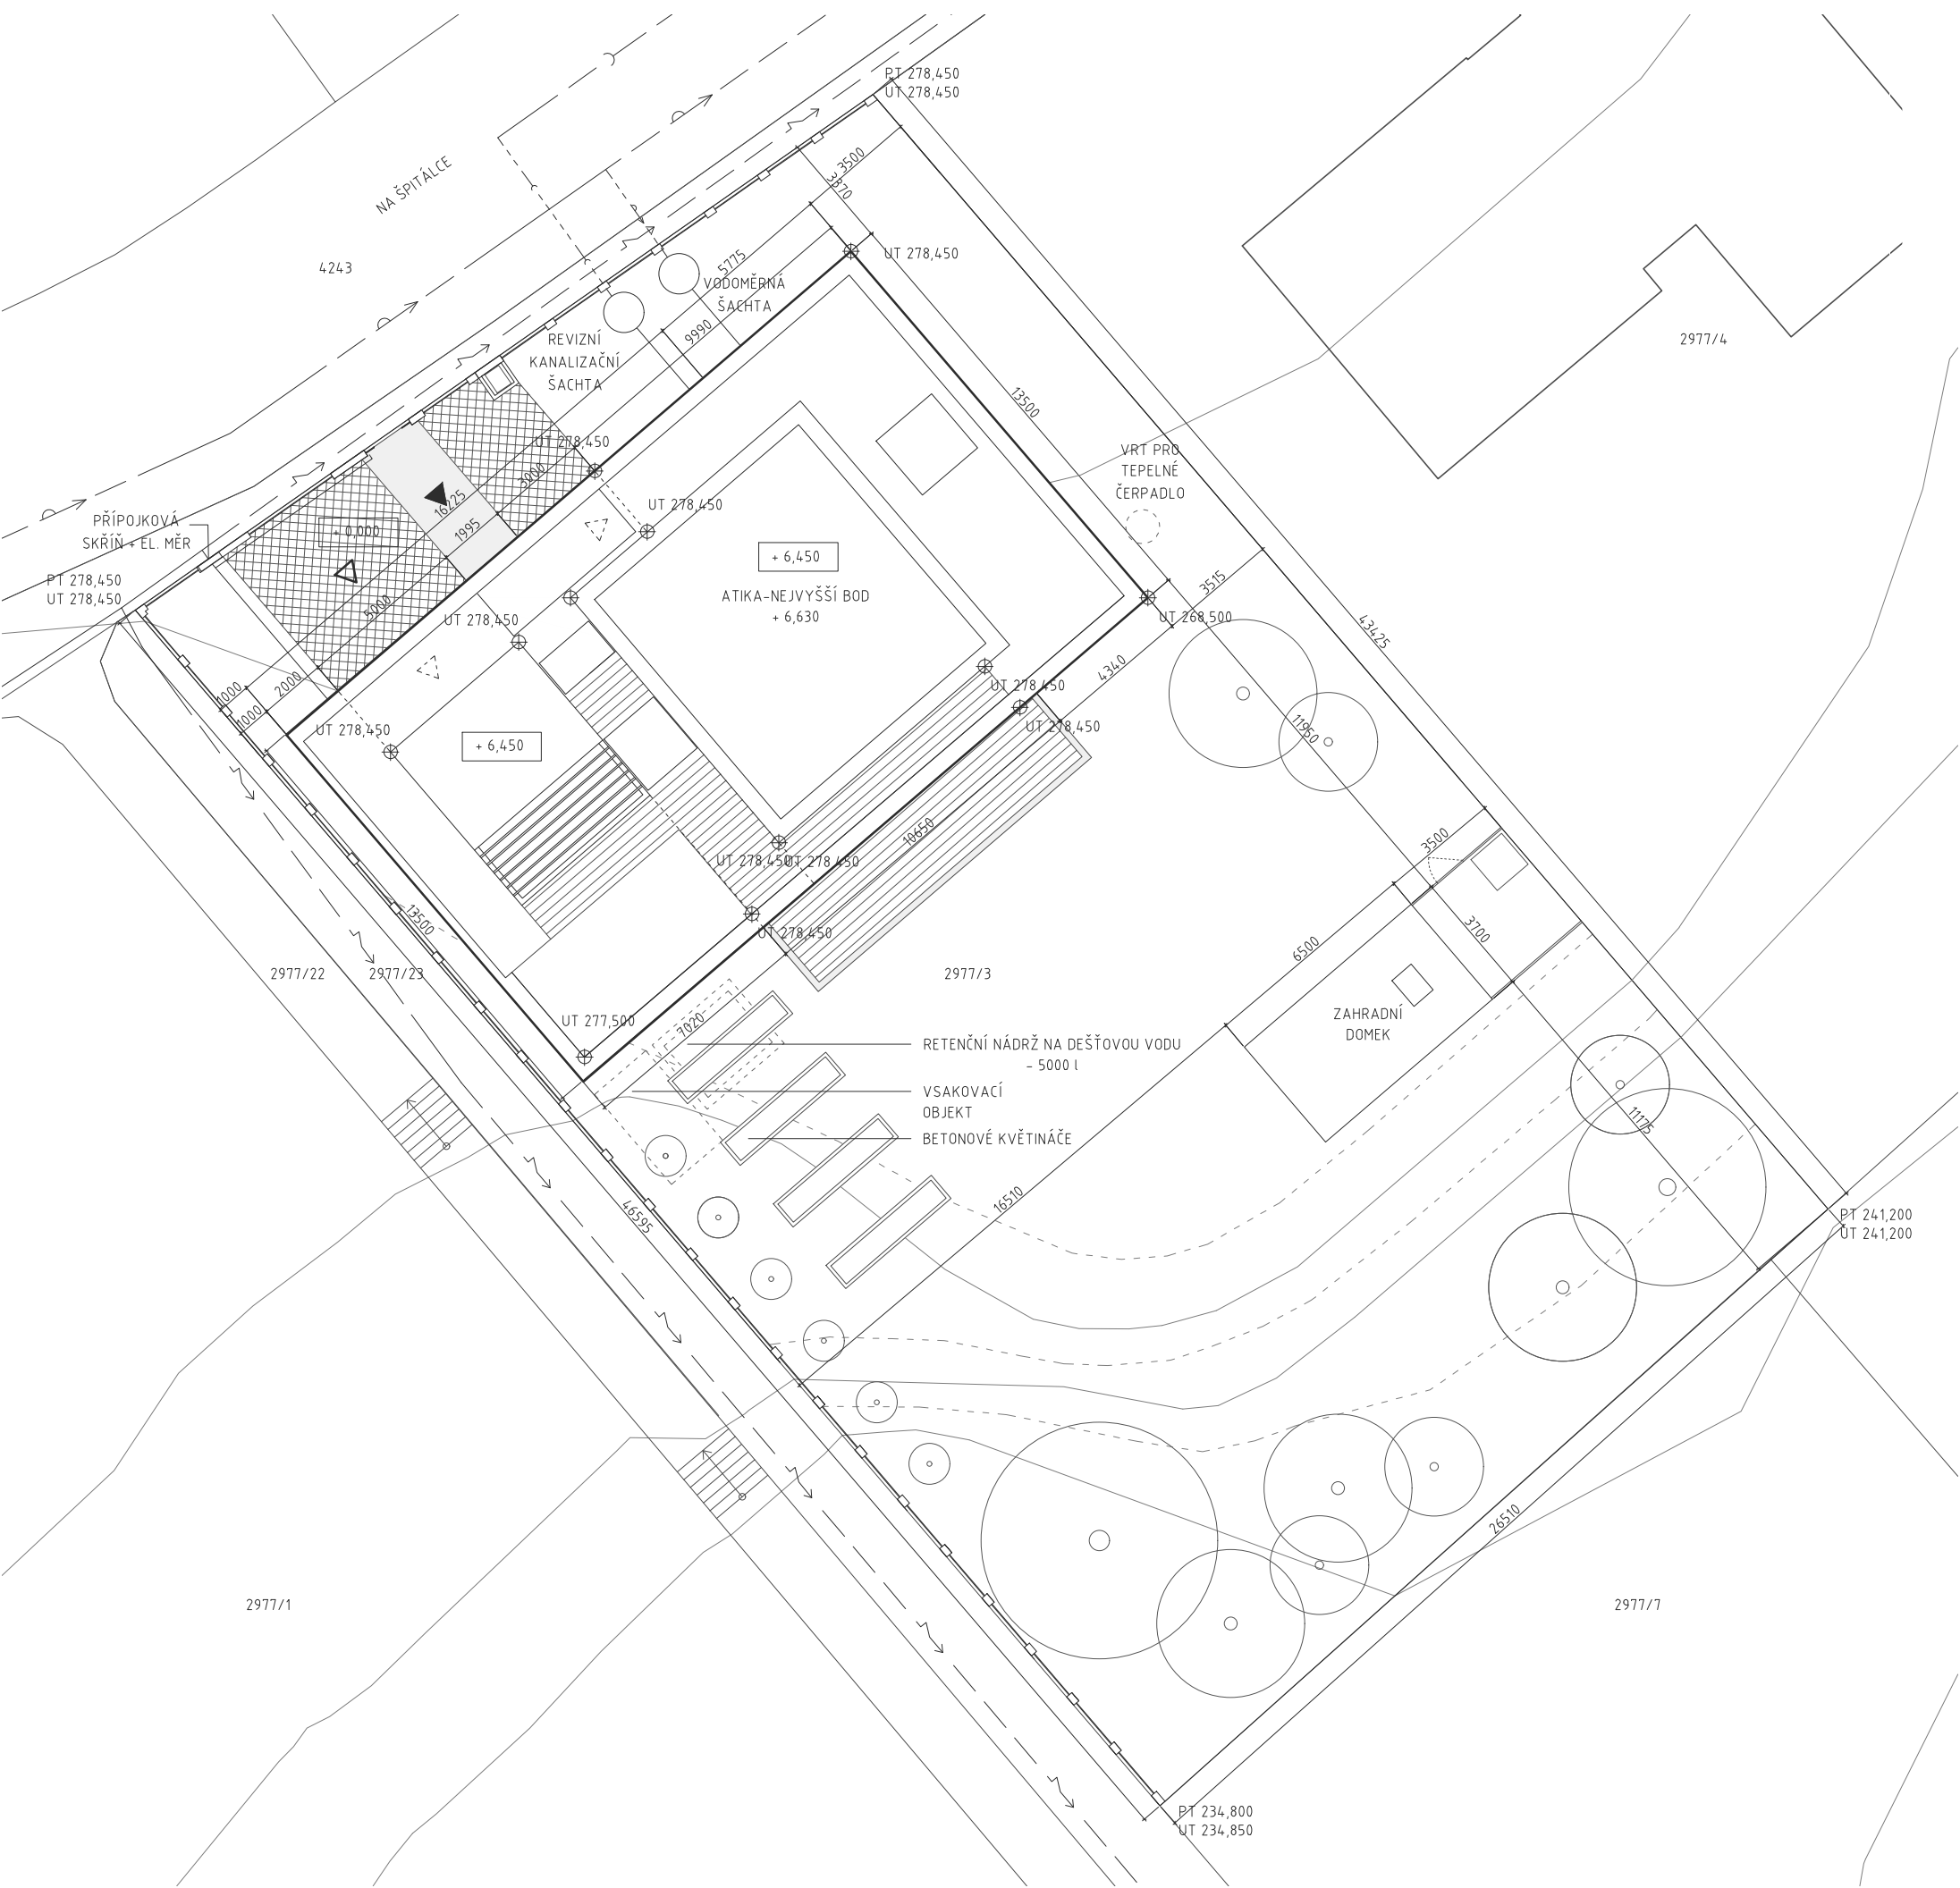 PT 278,450
ÚT 278,450
NA ŠPITÁLCE
3500
3370
4243
5775
UT 278,450
VODOMĚRNÁ
ŠACHTA
9990
REVIZNÍ
KANALIZAČNÍ
ŠACHTA
2977/4
13500
UT 278,450
VRT PRO
TEPELNÉ
ČERPADLO
3000
16225
UT 278,450
1995
PŘÍPOJKOVÁ
SKŘÍŇ + EL. MĚR
± 0,000
+ 6,450
PT 278,450
UT 278,450
ATIKA-NEJVYŠŠÍ BOD
+ 6,630
5000
UT 278,450
3515
UT 268,500
43425
4340
1000
2000
1000
UT 278,450
UT 278,450
UT 278,450
11950
+ 6,450
10650
3500
UT 278,450
UT 278,450
13500
UT 278,450
3700
6500
2977/22
2977/23
2977/3
UT 277,500
7020
ZAHRADNÍ
DOMEK
RETENČNÍ NÁDRŽ NA DEŠŤOVOU VODU
- 5000 l
VSAKOVACÍ
OBJEKT
BETONOVÉ KVĚTINÁČE
11175
16510
46595
PT 241,200
ÚT 241,200
26510
2977/1
2977/7
PT 234,800
ÚT 234,850